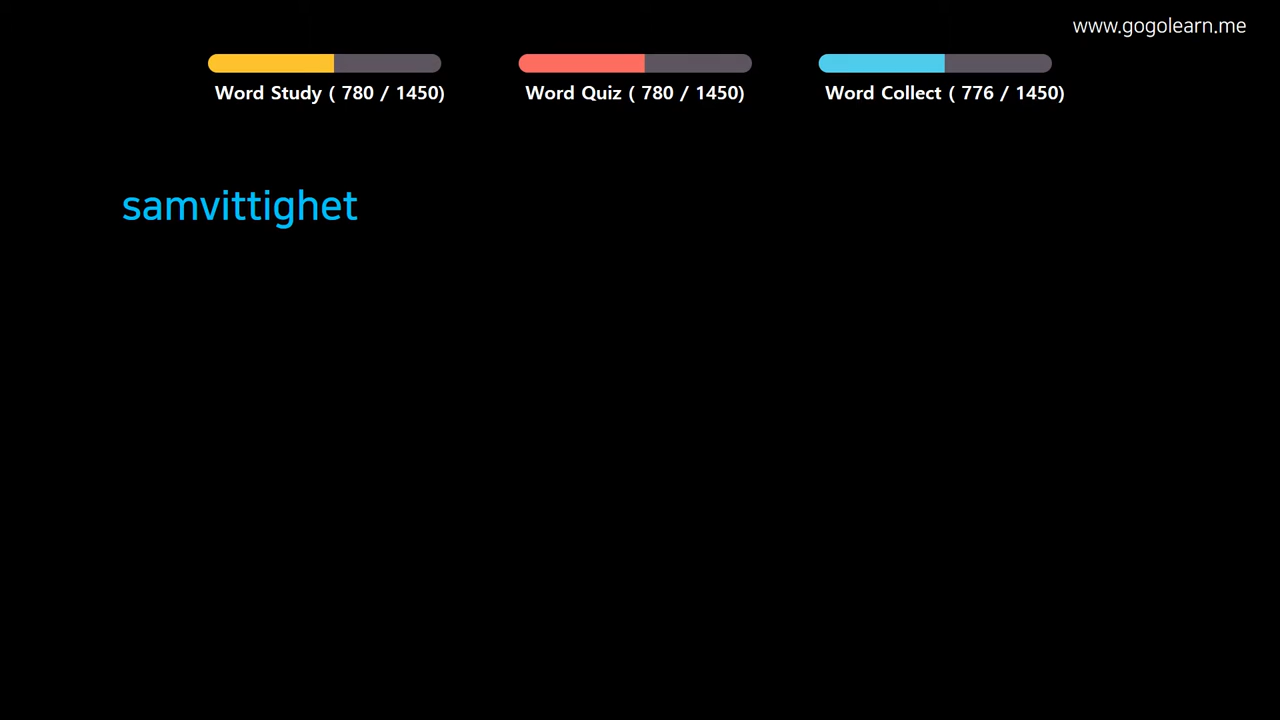 www.gogolearn.me
Word Study ( 780 / 1450)
Word Quiz ( 780 / 1450)
Word Collect ( 776 / 1450)
samvittighet